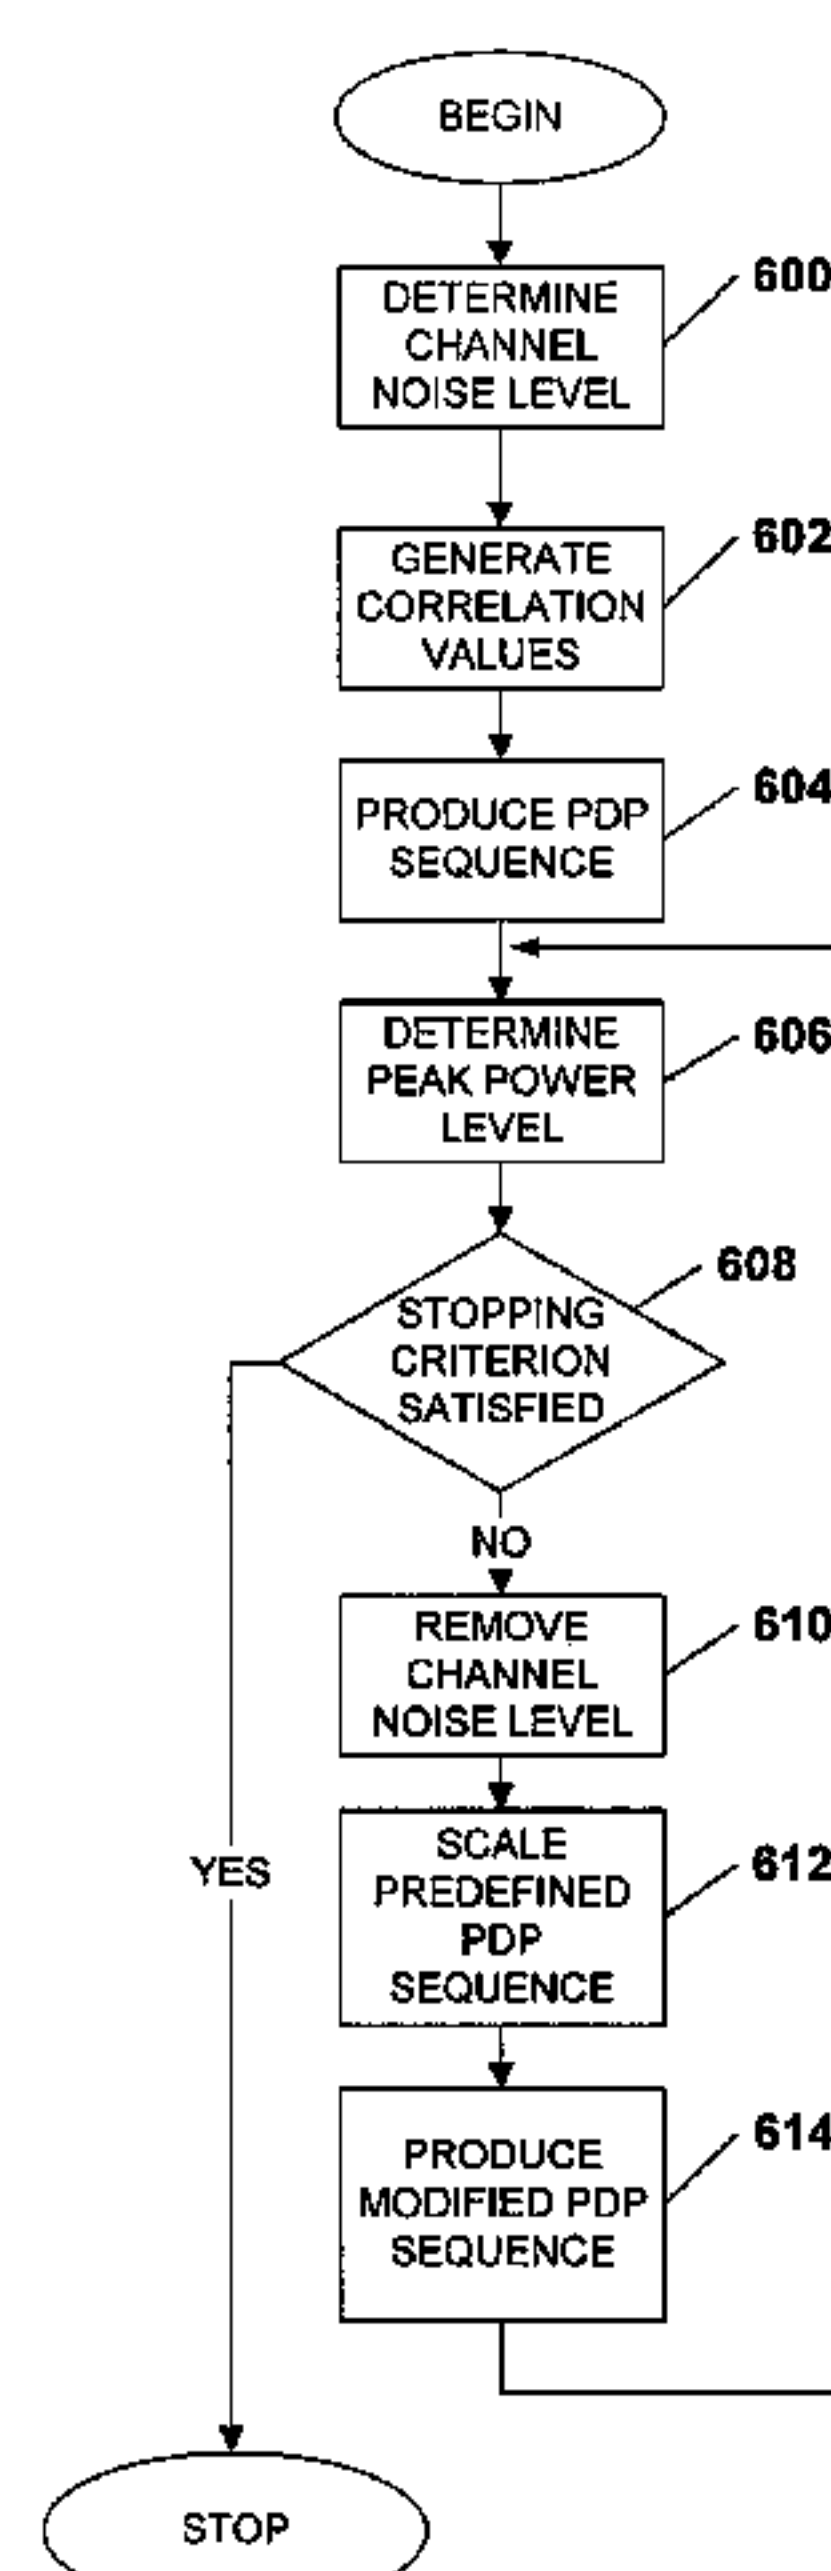 BEGIN
600
DETERMINE
CHANNEL
NOISE LEVEL
602
GENERATE
CORRELATION
VALUES
604
PRODUCE PDP
SEQUENCE
606
DETERMINE
PEAK POWER
LEVEL
608
STOPPING
CRITERION
SATISFIED
NO
610
REMOVE
CHANNEL
NOISE LEVEL
612
SCALE
PREDEFINED
PDP
SEQUENCE
YES
614
PRODUCE
MODIFIED PDP
SEQUENCE
STOP